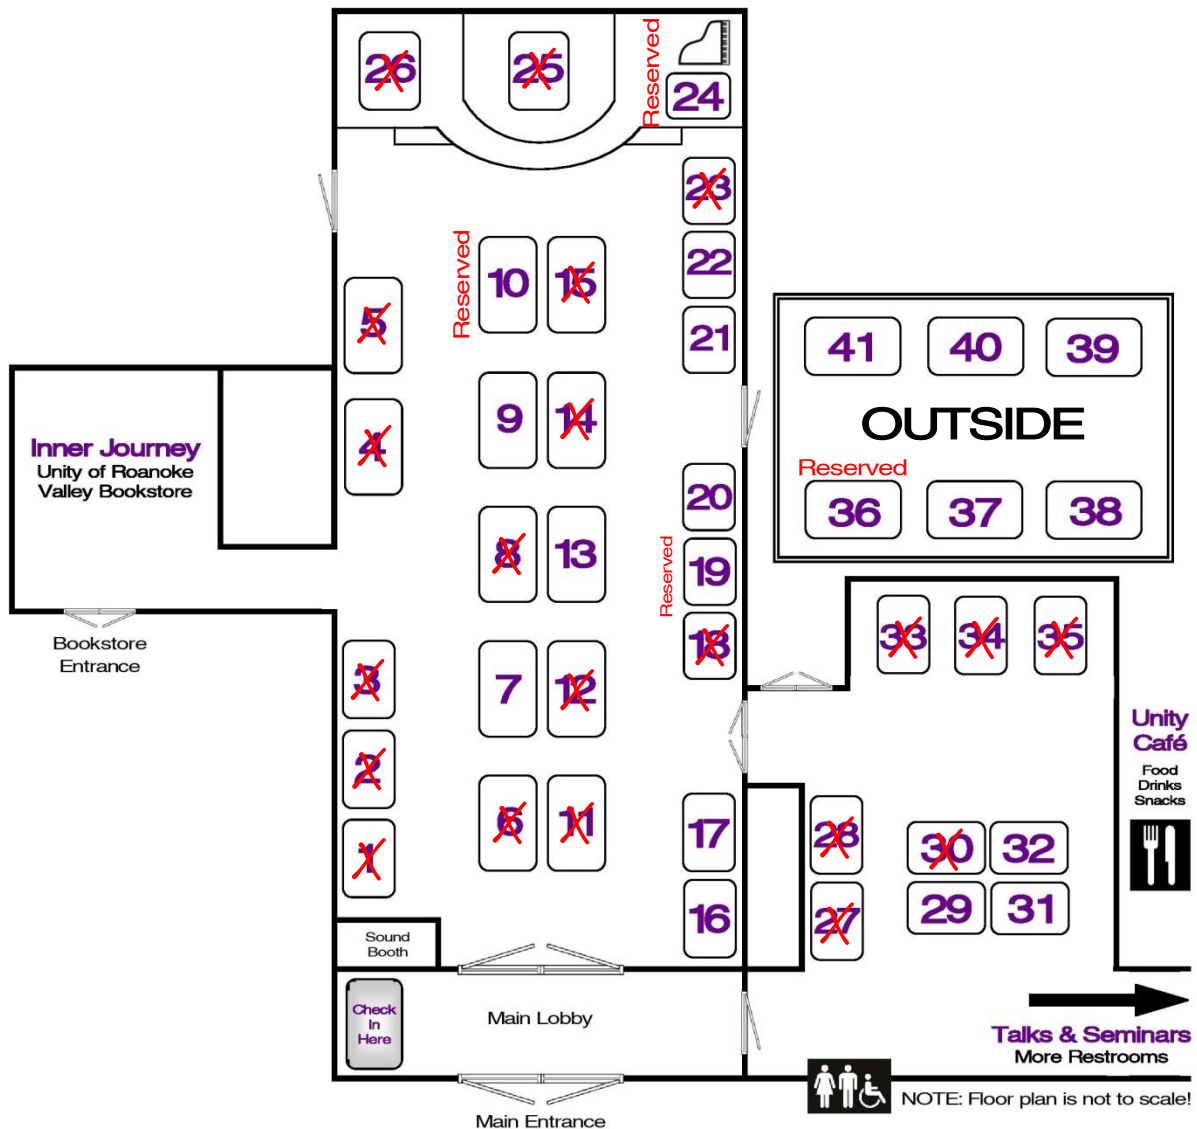 26
25
Reserved
24
23
22
21
Reserved
10
15
5
9
14
4
20
8
13
Reserved
19
18
3
7
12
2
6
11
1
17
16
Inner Journey
Unity of Roanoke
Valley Bookstore
Bookstore
Entrance
41
40
39
OUTSIDE
Reserved
36
37
38
33
34
35
Unity
Café
Food
Drinks
Snacks
28
30
32
27
29
31
Sound
Booth
Check
In
Here
Main Lobby
Main Entrance
Talks & Seminars
More Restrooms
NOTE: Floor plan is not to scale!